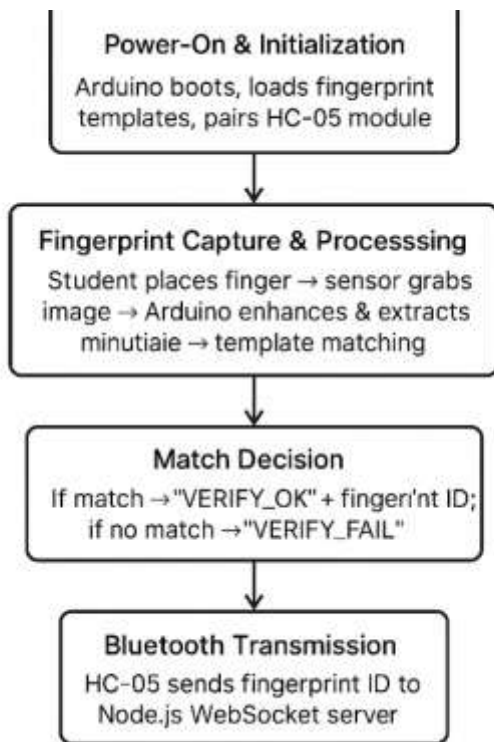 Power-On & Initialization
Arduino boots, loads fingerprint
templates, pairs HC-05 module
Fingerprint Capture & Processsing
Student places finger → sensor grabs
image → Arduino enhances & extracts
minutiaie → template matching
Match Decision
If match →"VERIFY_OK" + fingen'nt ID;
if no match →"VERIFY_FAIL"
Bluetooth Transmission
HC-05 sends fingerprint ID to
Node.js WebSocket server